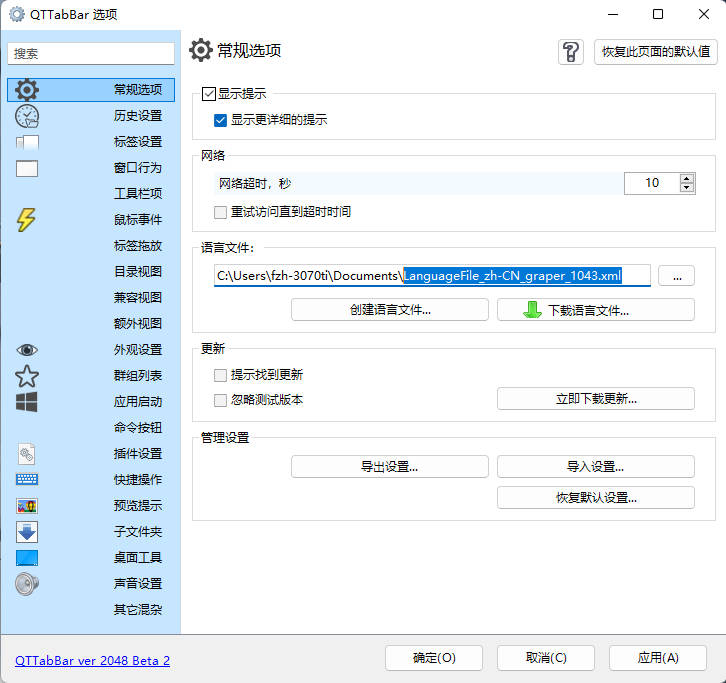 QTTabBar 选项
搜索
常规选项
历史设置
标签设置
窗口行为
工具栏项
鼠标事件
标签拖放
目录视图
兼容视图
额外视图
外观设置
群组列表
应用启动
命令按钮
插件设置
快捷操作
预览提示
子文件夹
桌面工具
声音设置
其它混杂
常规选项
恢复此页面的默认值
显示提示
显示更详细的提示
网络
网络超时，秒
10
重试访问直到超时时间
语言文件：
C:\Users\fzh-3070ti\Documents\LanguageFile_zh-CN_graper_1043.xml
...
创建语言文件...
下载语言文件...
更新
提示找到更新
忽略测试版本
立即下载更新...
管理设置
导出设置...
导入设置...
恢复默认设置...
QTTabBar ver 2048 Beta 2
确定(O)
取消(C)
应用(A)